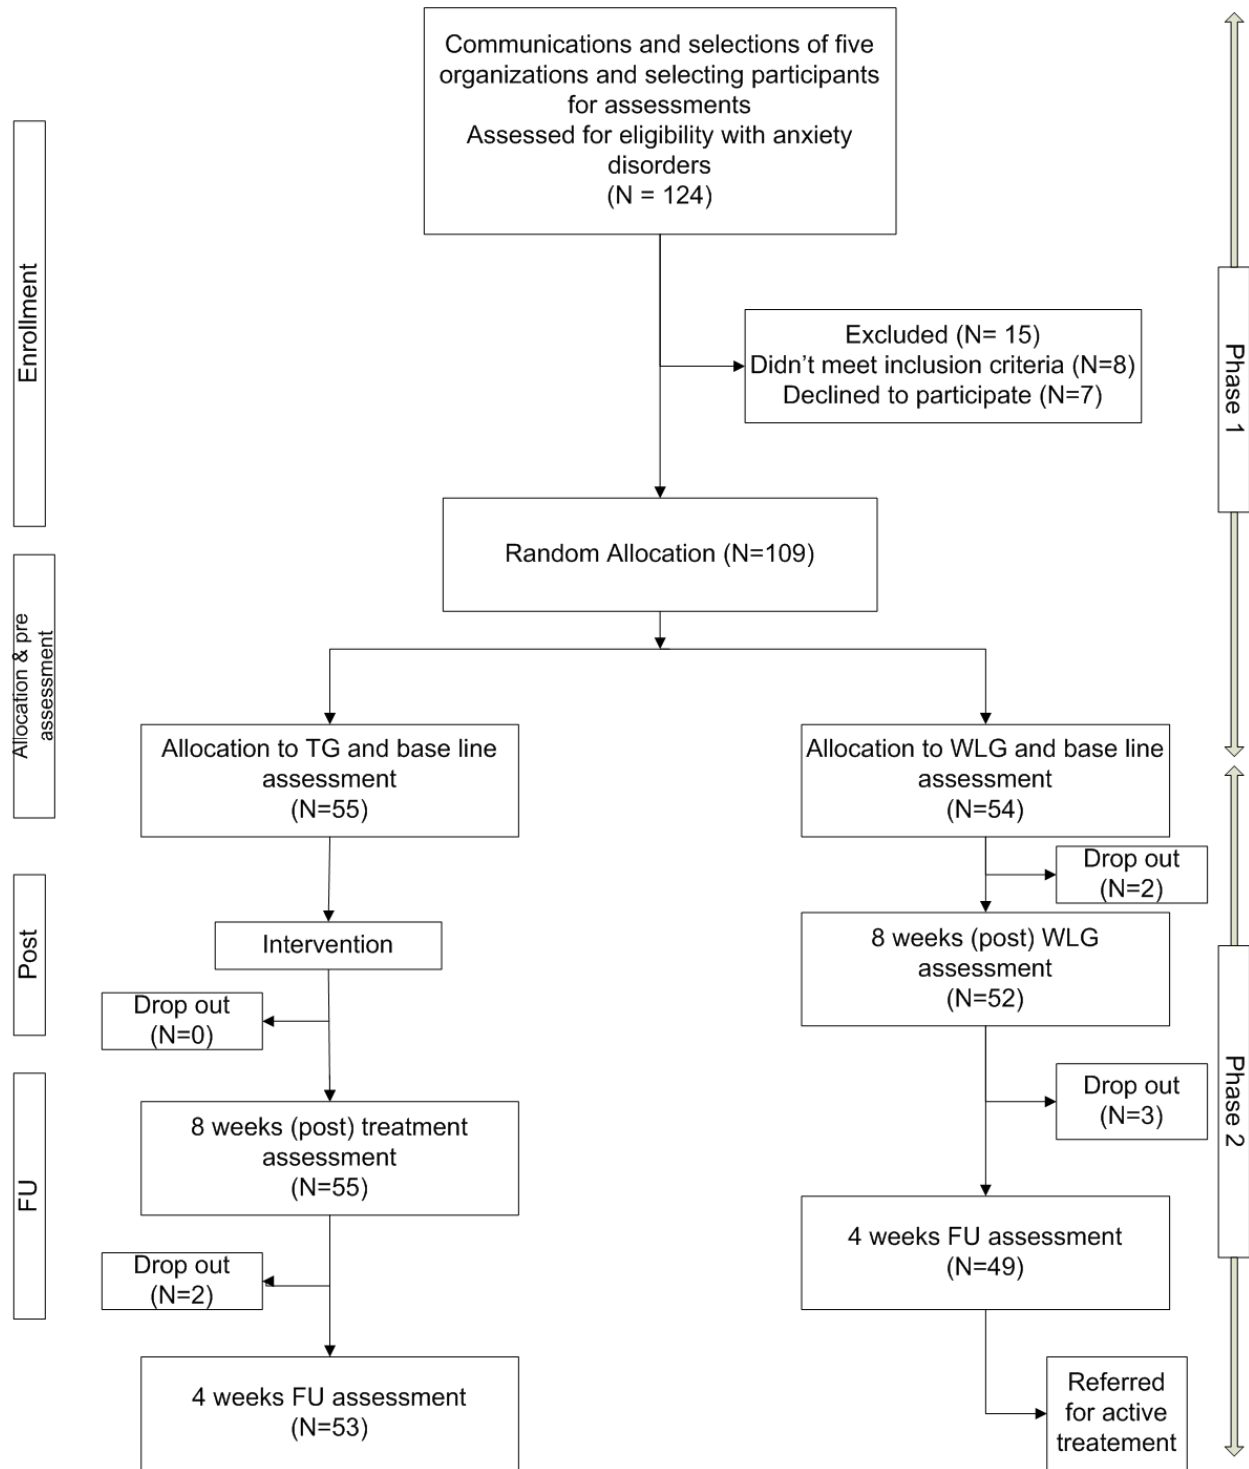 Communications and selections of five
organizations and selecting participants
for assessments
Assessed for eligibility with anxiety
disorders
(N = 124)
Enrollment
Excluded (N= 15)
Didn't meet inclusion criteria (N=8)
Declined to participate (N=7)
Phase 1
Random Allocation (N=109)
Allocation & pre
assessment
Allocation to TG and base line
assessment
(N=55)
Allocation to WLG and base line
assessment
(N=54)
Drop out
(N=2)
Post
Intervention
8 weeks (post) WLG
assessment
(N=52)
Drop out
(N=0)
Drop out
(N=3)
Phase 2
FU
8 weeks (post) treatment
assessment
(N=55)
4 weeks FU assessment
(N=49)
Drop out
(N=2)
4 weeks FU assessment
(N=53)
Referred
for active
treatement